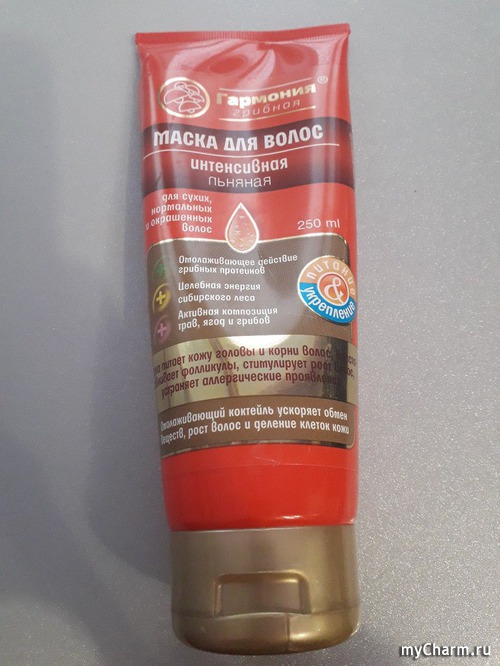 Гармония®
грибная
МАСКА ДЛЯ ВОЛОС
ИНТЕНСИВНАЯ
ЛЬНЯНАЯ
для сухих,
нормальных
и окрашенных
волос
250 ml
Омолаживающее действие
грибных протеинов
Целебная энергия
сибирского леса
Активная композиция
трав, ягод и грибов
питание
&
укрепление
питает кожу головы и корни волос,
фолликулы, стимулирует рост
устраняет аллергические
Омолаживающий коктейль ускоряет обмен
веществ, рост волос и деление клеток кожи
myCharm.ru